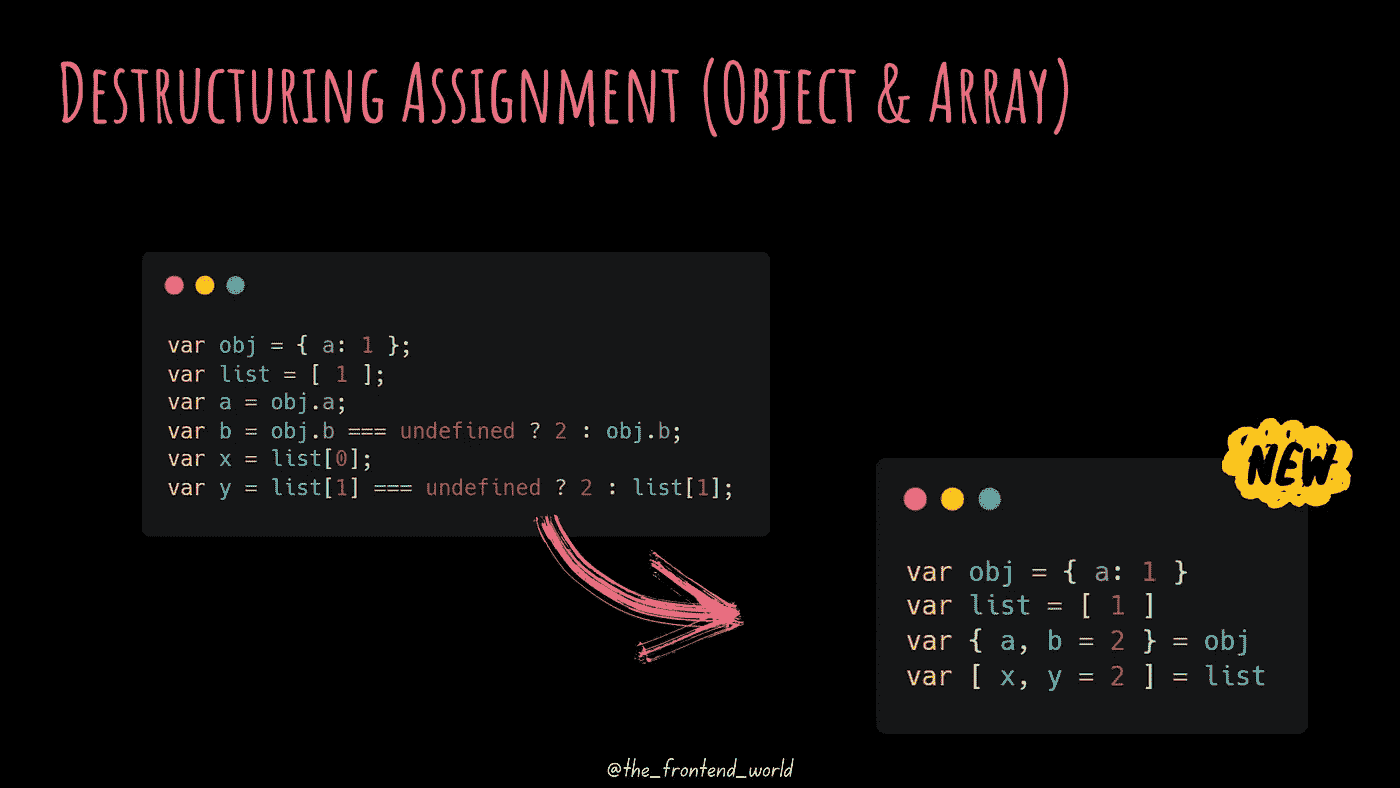 DESTRUCTURING ASSIGNMENT (OBJECT & ARRAY)
var obj = { a: 1 };
var list = [ 1 ];
var a = obj.a;
var b = obj.b === undefined ? 2 : obj.b;
var x = list[0];
var y = list[1] === undefined ? 2 : list[1];
NEW
var obj = { a: 1 }
var list = [ 1 ]
var { a, b = 2 } = obj
var [ x, y = 2 ] = list
@the_frontend_world